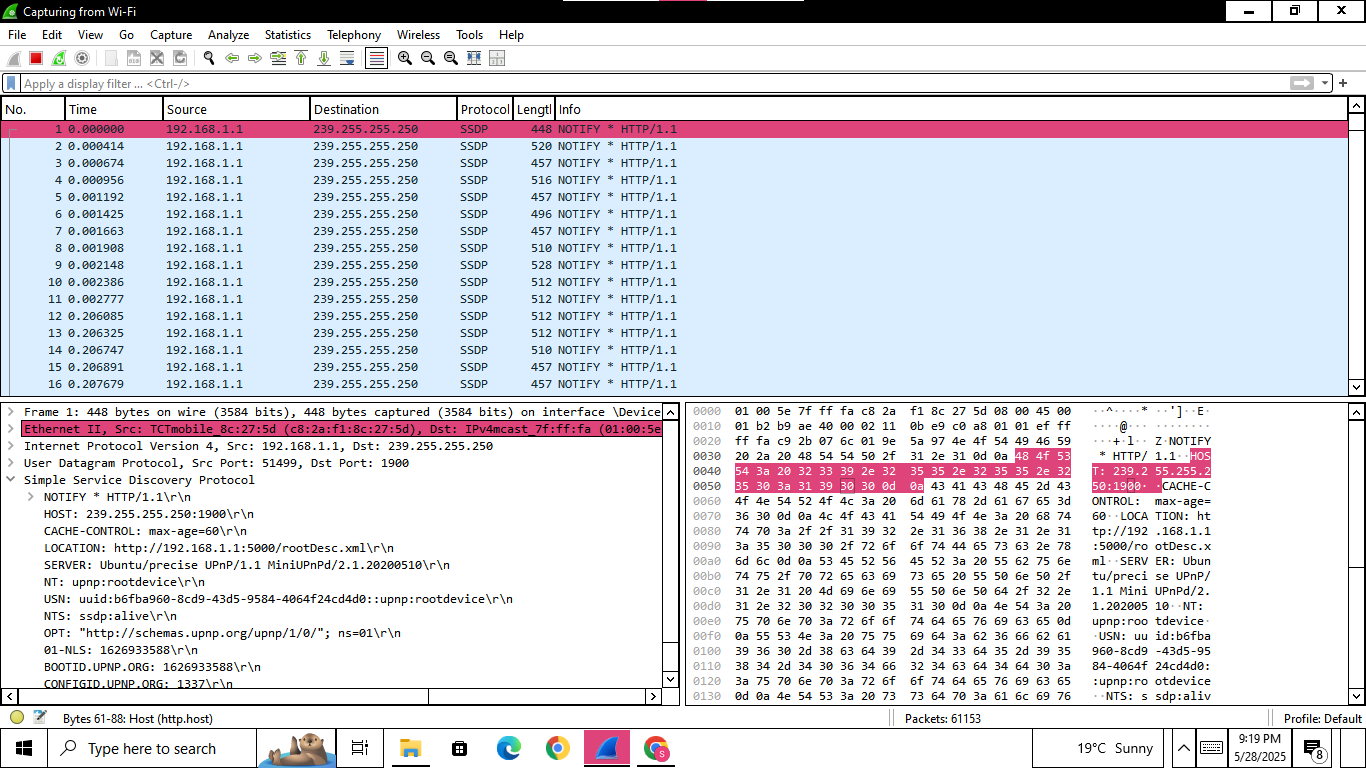 Capturing from Wi-Fi
File Edit View Go Capture Analyze Statistics Telephony Wireless Tools Help
Apply a display filter ... <Ctrl-/>
No. Time Source Destination Protocol Lengtl Info
1 0.000000 192.168.1.1 239.255.255.250 SSDP 448 NOTIFY * HTTP/1.1
2 0.000414 192.168.1.1 239.255.255.250 SSDP 520 NOTIFY * HTTP/1.1
3 0.000674 192.168.1.1 239.255.255.250 SSDP 457 NOTIFY * HTTP/1.1
4 0.000956 192.168.1.1 239.255.255.250 SSDP 516 NOTIFY * HTTP/1.1
5 0.001192 192.168.1.1 239.255.255.250 SSDP 457 NOTIFY * HTTP/1.1
6 0.001425 192.168.1.1 239.255.255.250 SSDP 496 NOTIFY * HTTP/1.1
7 0.001663 192.168.1.1 239.255.255.250 SSDP 457 NOTIFY * HTTP/1.1
8 0.001908 192.168.1.1 239.255.255.250 SSDP 510 NOTIFY * HTTP/1.1
9 0.002148 192.168.1.1 239.255.255.250 SSDP 528 NOTIFY * HTTP/1.1
10 0.002386 192.168.1.1 239.255.255.250 SSDP 512 NOTIFY * HTTP/1.1
11 0.002777 192.168.1.1 239.255.255.250 SSDP 512 NOTIFY * HTTP/1.1
12 0.206085 192.168.1.1 239.255.255.250 SSDP 512 NOTIFY * HTTP/1.1
13 0.206325 192.168.1.1 239.255.255.250 SSDP 512 NOTIFY * HTTP/1.1
14 0.206747 192.168.1.1 239.255.255.250 SSDP 510 NOTIFY * HTTP/1.1
15 0.206891 192.168.1.1 239.255.255.250 SSDP 457 NOTIFY * HTTP/1.1
16 0.207679 192.168.1.1 239.255.255.250 SSDP 457 NOTIFY * HTTP/1.1
Frame 1: 448 bytes on wire (3584 bits), 448 bytes captured (3584 bits) on interface \Device
Ethernet II, Src: TCTmobile_8c:27:5d (c8:2a:f1:8c:27:5d), Dst: IPv4mcast_7f:ff:fa (01:00:5e
Internet Protocol Version 4, Src: 192.168.1.1, Dst: 239.255.255.250
User Datagram Protocol, Src Port: 51499, Dst Port: 1900
Simple Service Discovery Protocol
NOTIFY * HTTP/1.1\r\n
HOST: 239.255.255.250:1900\r\n
CACHE-CONTROL: max-age=60\r\n
LOCATION: http://192.168.1.1:5000/rootDesc.xml\r\n
SERVER: Ubuntu/precise UPnP/1.1 MiniUPnPd/2.1.20200510\r\n
NT: upnp:rootdevice\r\n
USN: uuid:b6fba960-8cd9-43d5-9584-4064f24cd4d0::upnp:rootdevice\r\n
NTS: ssdp:alive\r\n
OPT: "http://schemas.upnp.org/upnp/1/0/"; ns=01\r\n
01-NLS: 1626933588\r\n
BOOTID.UPNP.ORG: 1626933588\r\n
CONFIGID.UPNP.ORG: 1337\r\n
0000 01 00 5e 7f ff fa c8 2a f1 8c 27 5d 08 00 45 00 ··^····* ··']··E·
0010 01 b2 b9 ae 40 00 02 11 0b e9 c0 a8 01 01 ef ff ····@··· ········
0020 ff fa c9 2b 07 6c 01 9e 5a 97 4e 4f 54 49 46 59 ···+·l·· Z·NOTIFY
0030 20 2a 20 48 54 54 50 2f 31 2e 31 0d 0a 48 4f 53 * HTTP/ 1.1··HOS
0040 54 3a 20 32 33 39 2e 32 35 35 2e 32 35 35 2e 32 T: 239.2 55.255.2
0050 35 30 3a 31 39 30 30 0d 0a 43 41 43 48 45 2d 43 50:1900· ·CACHE-C
0060 4f 4e 54 52 4f 4c 3a 20 6d 61 78 2d 61 67 65 3d ONTROL: max-age=
0070 36 30 0d 0a 4c 4f 43 41 54 49 4f 4e 3a 20 68 74 60··LOCA TION: ht
0080 74 70 3a 2f 2f 31 39 32 2e 31 36 38 2e 31 2e 31 tp://192 .168.1.1
0090 3a 35 30 30 30 2f 72 6f 6f 74 44 65 73 63 2e 78 :5000/ro otDesc.x
00a0 6d 6c 0d 0a 53 45 52 56 45 52 3a 20 55 62 75 6e ml··SERV ER: Ubun
00b0 74 75 2f 70 72 65 63 69 73 65 20 55 50 6e 50 2f tu/preci se UPnP/
00c0 31 2e 31 20 4d 69 6e 69 55 50 6e 50 64 2f 32 2e 1.1 Mini UPnPd/2.
00d0 31 2e 32 30 32 30 30 35 31 30 0d 0a 4e 54 3a 20 1.202005 10··NT:
00e0 75 70 6e 70 3a 72 6f 6f 74 64 65 76 69 63 65 0d upnp:roo tdevice·
00f0 0a 55 53 4e 3a 20 75 75 69 64 3a 62 36 66 62 61 ·USN: uu id:b6fba
0100 39 36 30 2d 38 63 64 39 2d 34 33 64 35 2d 39 35 960-8cd9 -43d5-95
0110 38 34 2d 34 30 36 34 66 32 34 63 64 34 64 30 3a 84-4064f 24cd4d0:
0120 3a 75 70 6e 70 3a 72 6f 6f 74 64 65 76 69 63 65 :upnp:ro otdevice
0130 0d 0a 4e 54 53 3a 20 73 73 64 70 3a 61 6c 69 76 ··NTS: s sdp:aliv
Bytes 61-88: Host (http.host) Packets: 61153 Profile: Default
Type here to search
19°C Sunny
9:19 PM
5/28/2025
8